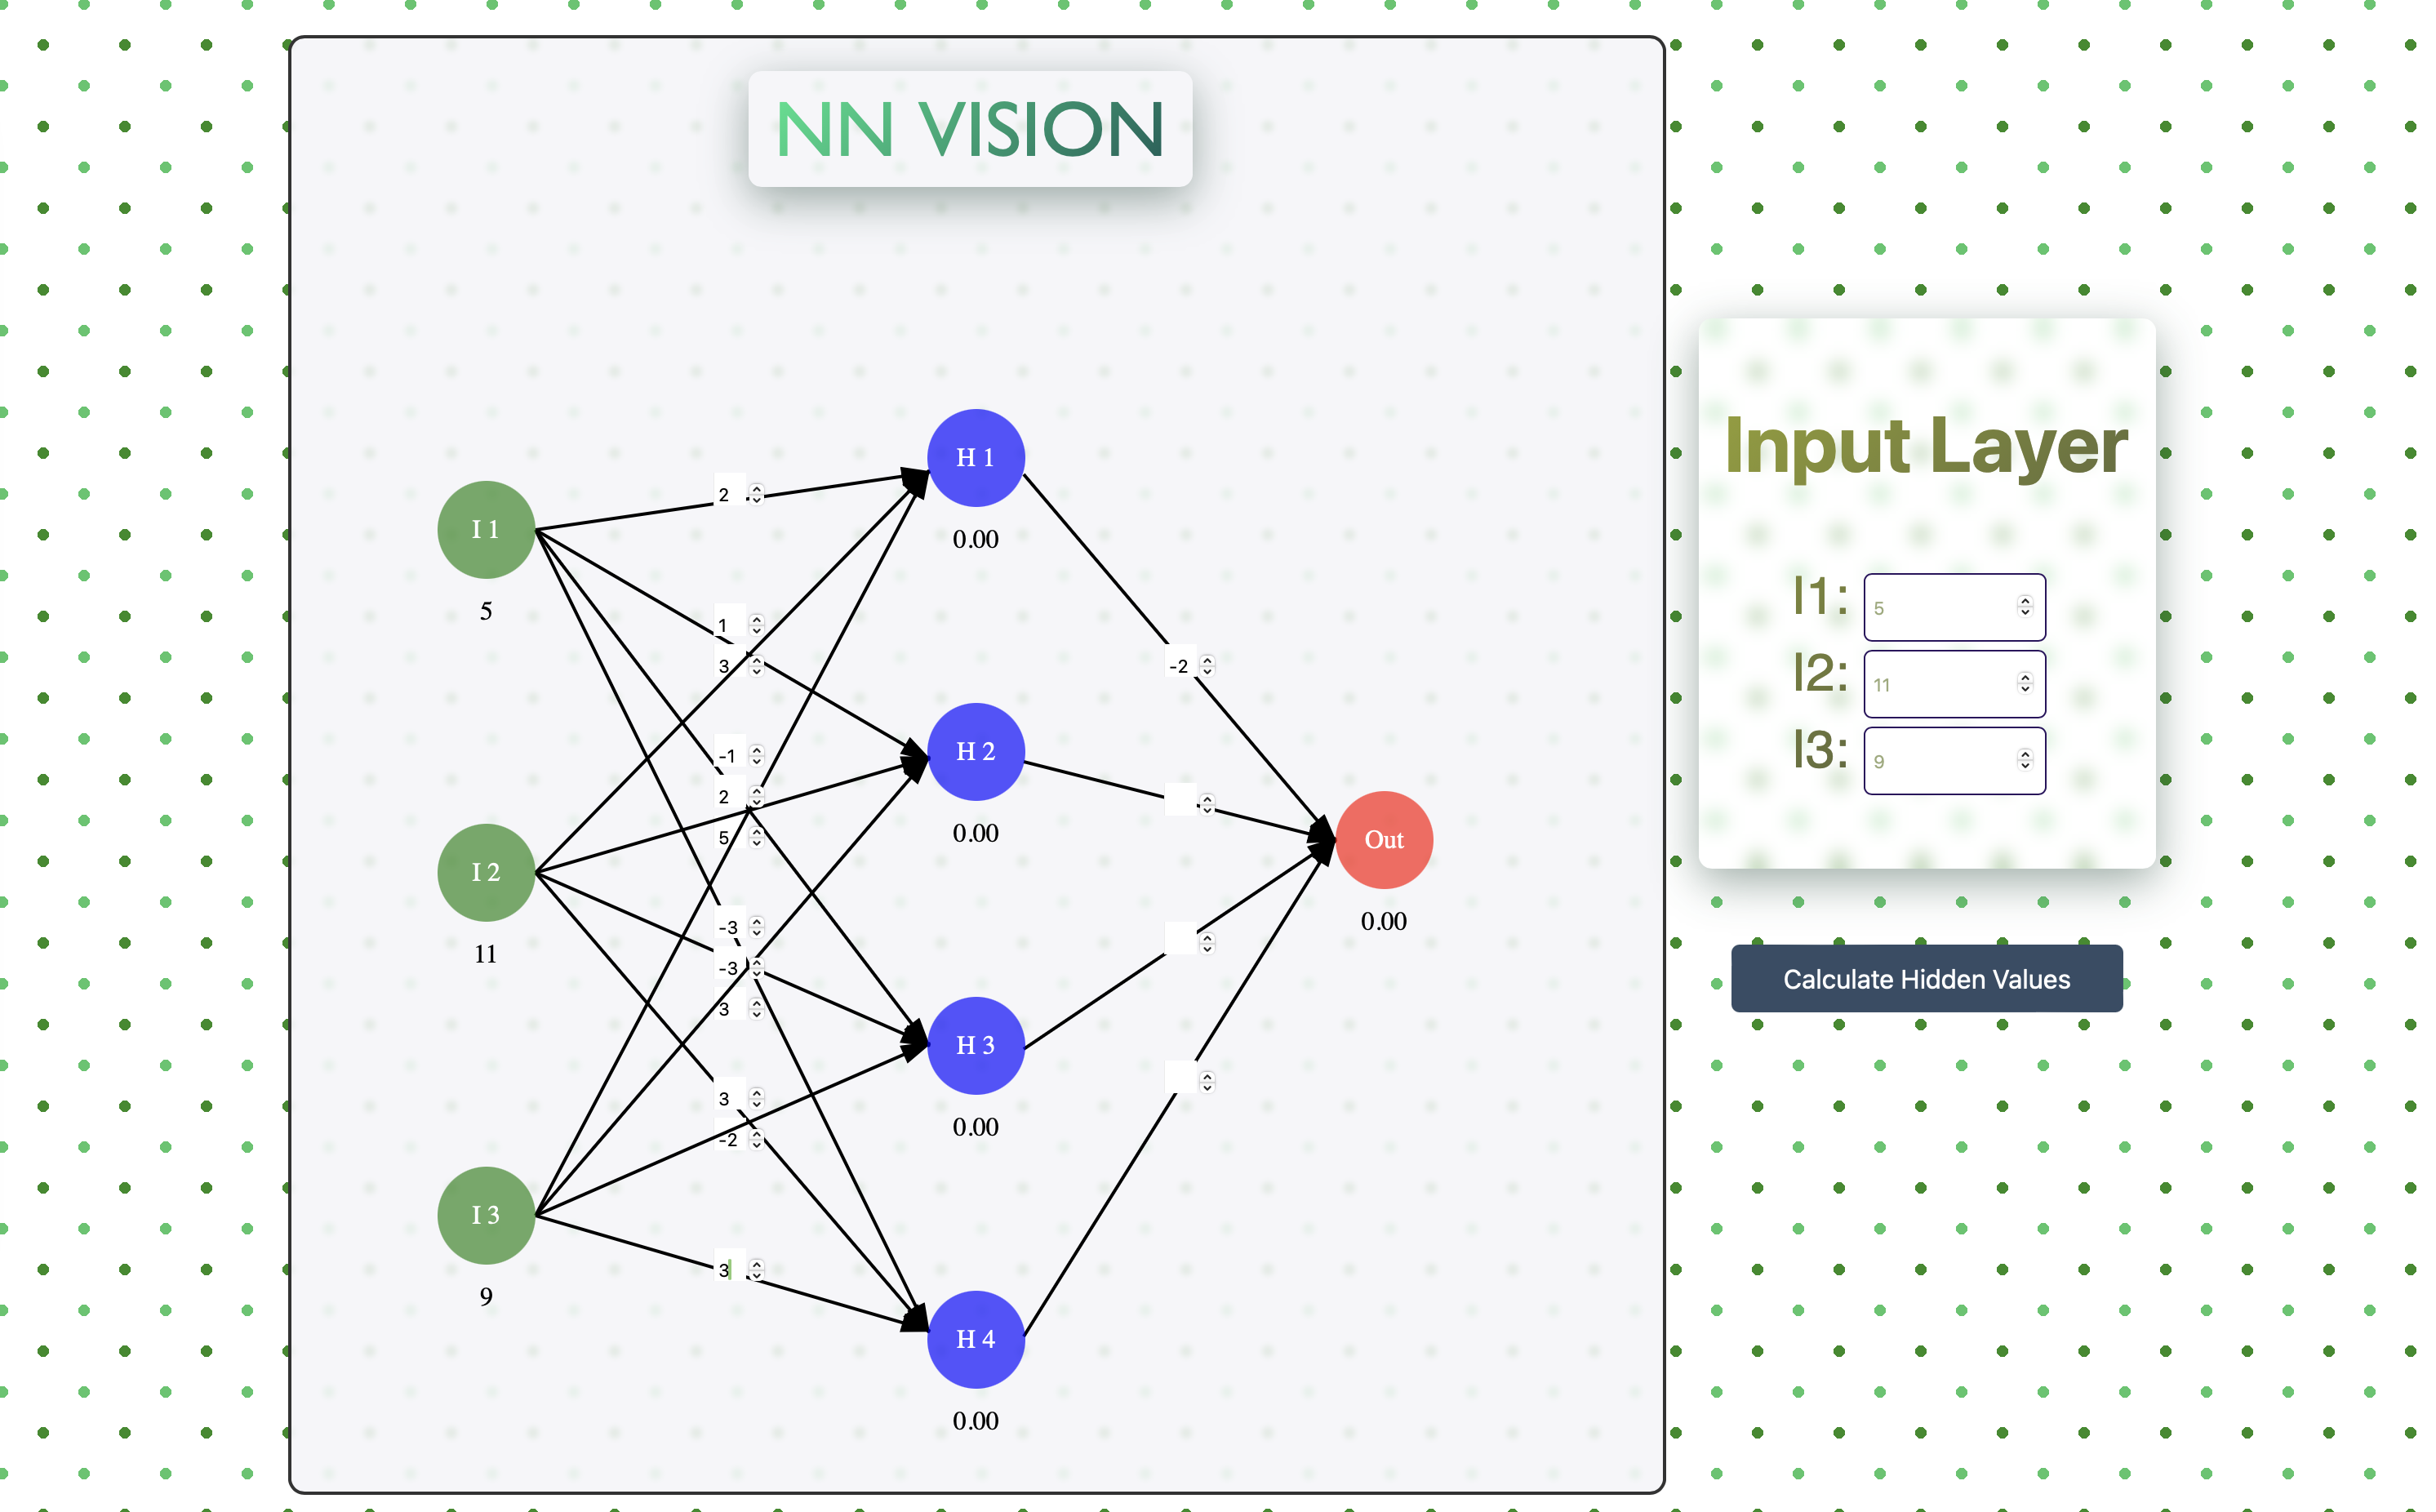 NN VISION
H 1
0.00
2
I 1
5
1
3
-2
H 2
0.00
-1
2
5
Out
0.00
I 2
11
-3
-3
3
H 3
0.00
3
-2
I 3
9
3
H 4
0.00
Input Layer
I1: 5
I2: 11
I3: 9
Calculate Hidden Values